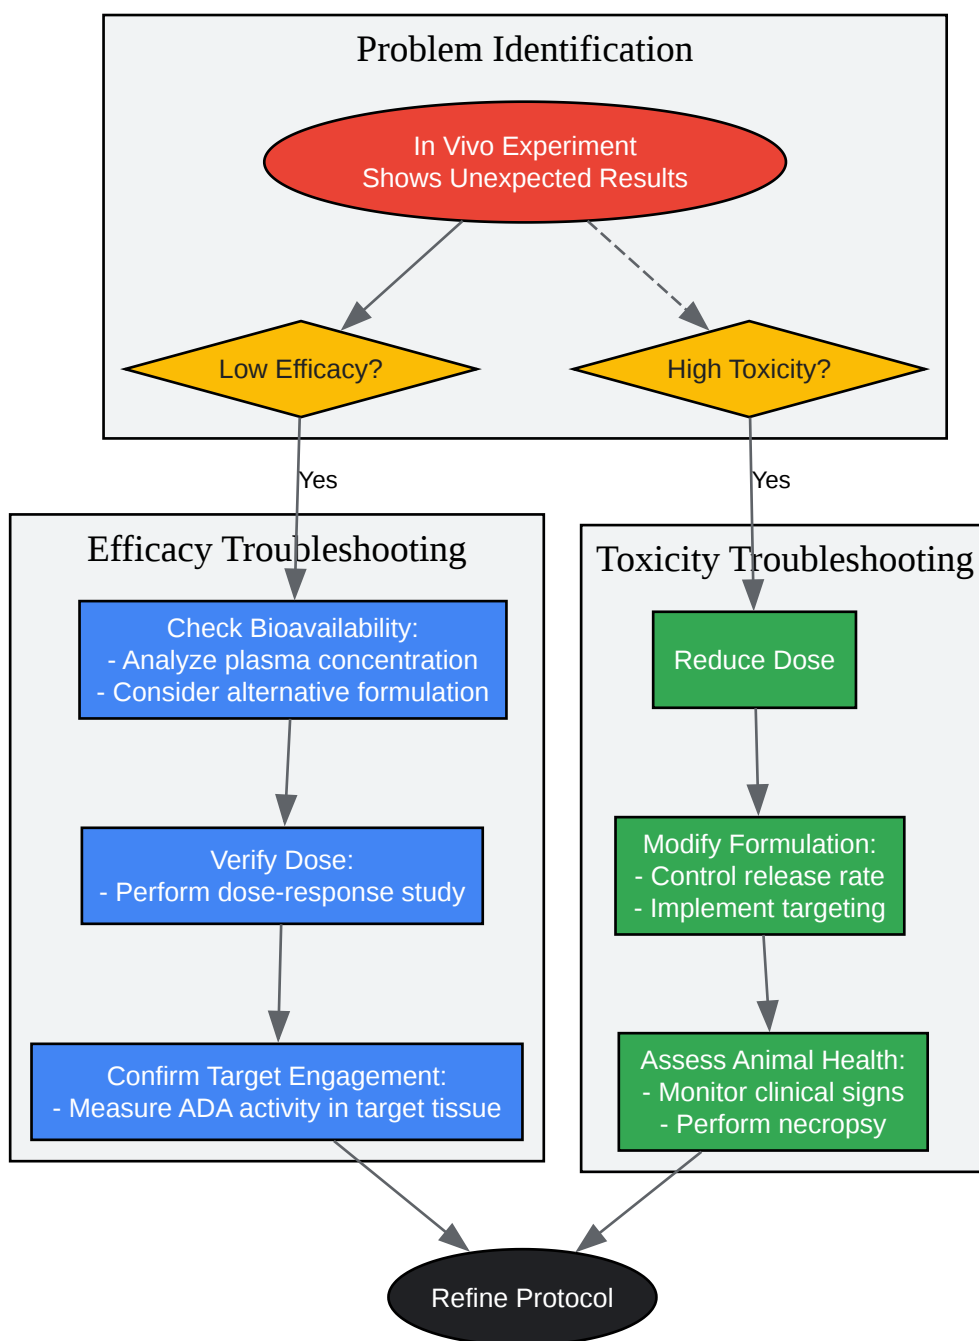 Problem Identification
In Vivo Experiment
Shows Unexpected Results
Low Efficacy?
High Toxicity?
Yes
Yes
Efficacy Troubleshooting
Check Bioavailability:
- Analyze plasma concentration
- Consider alternative formulation
Verify Dose:
- Perform dose-response study
Confirm Target Engagement:
- Measure ADA activity in target tissue
Toxicity Troubleshooting
Reduce Dose
Modify Formulation:
- Control release rate
- Implement targeting
Assess Animal Health:
- Monitor clinical signs
- Perform necropsy
Refine Protocol